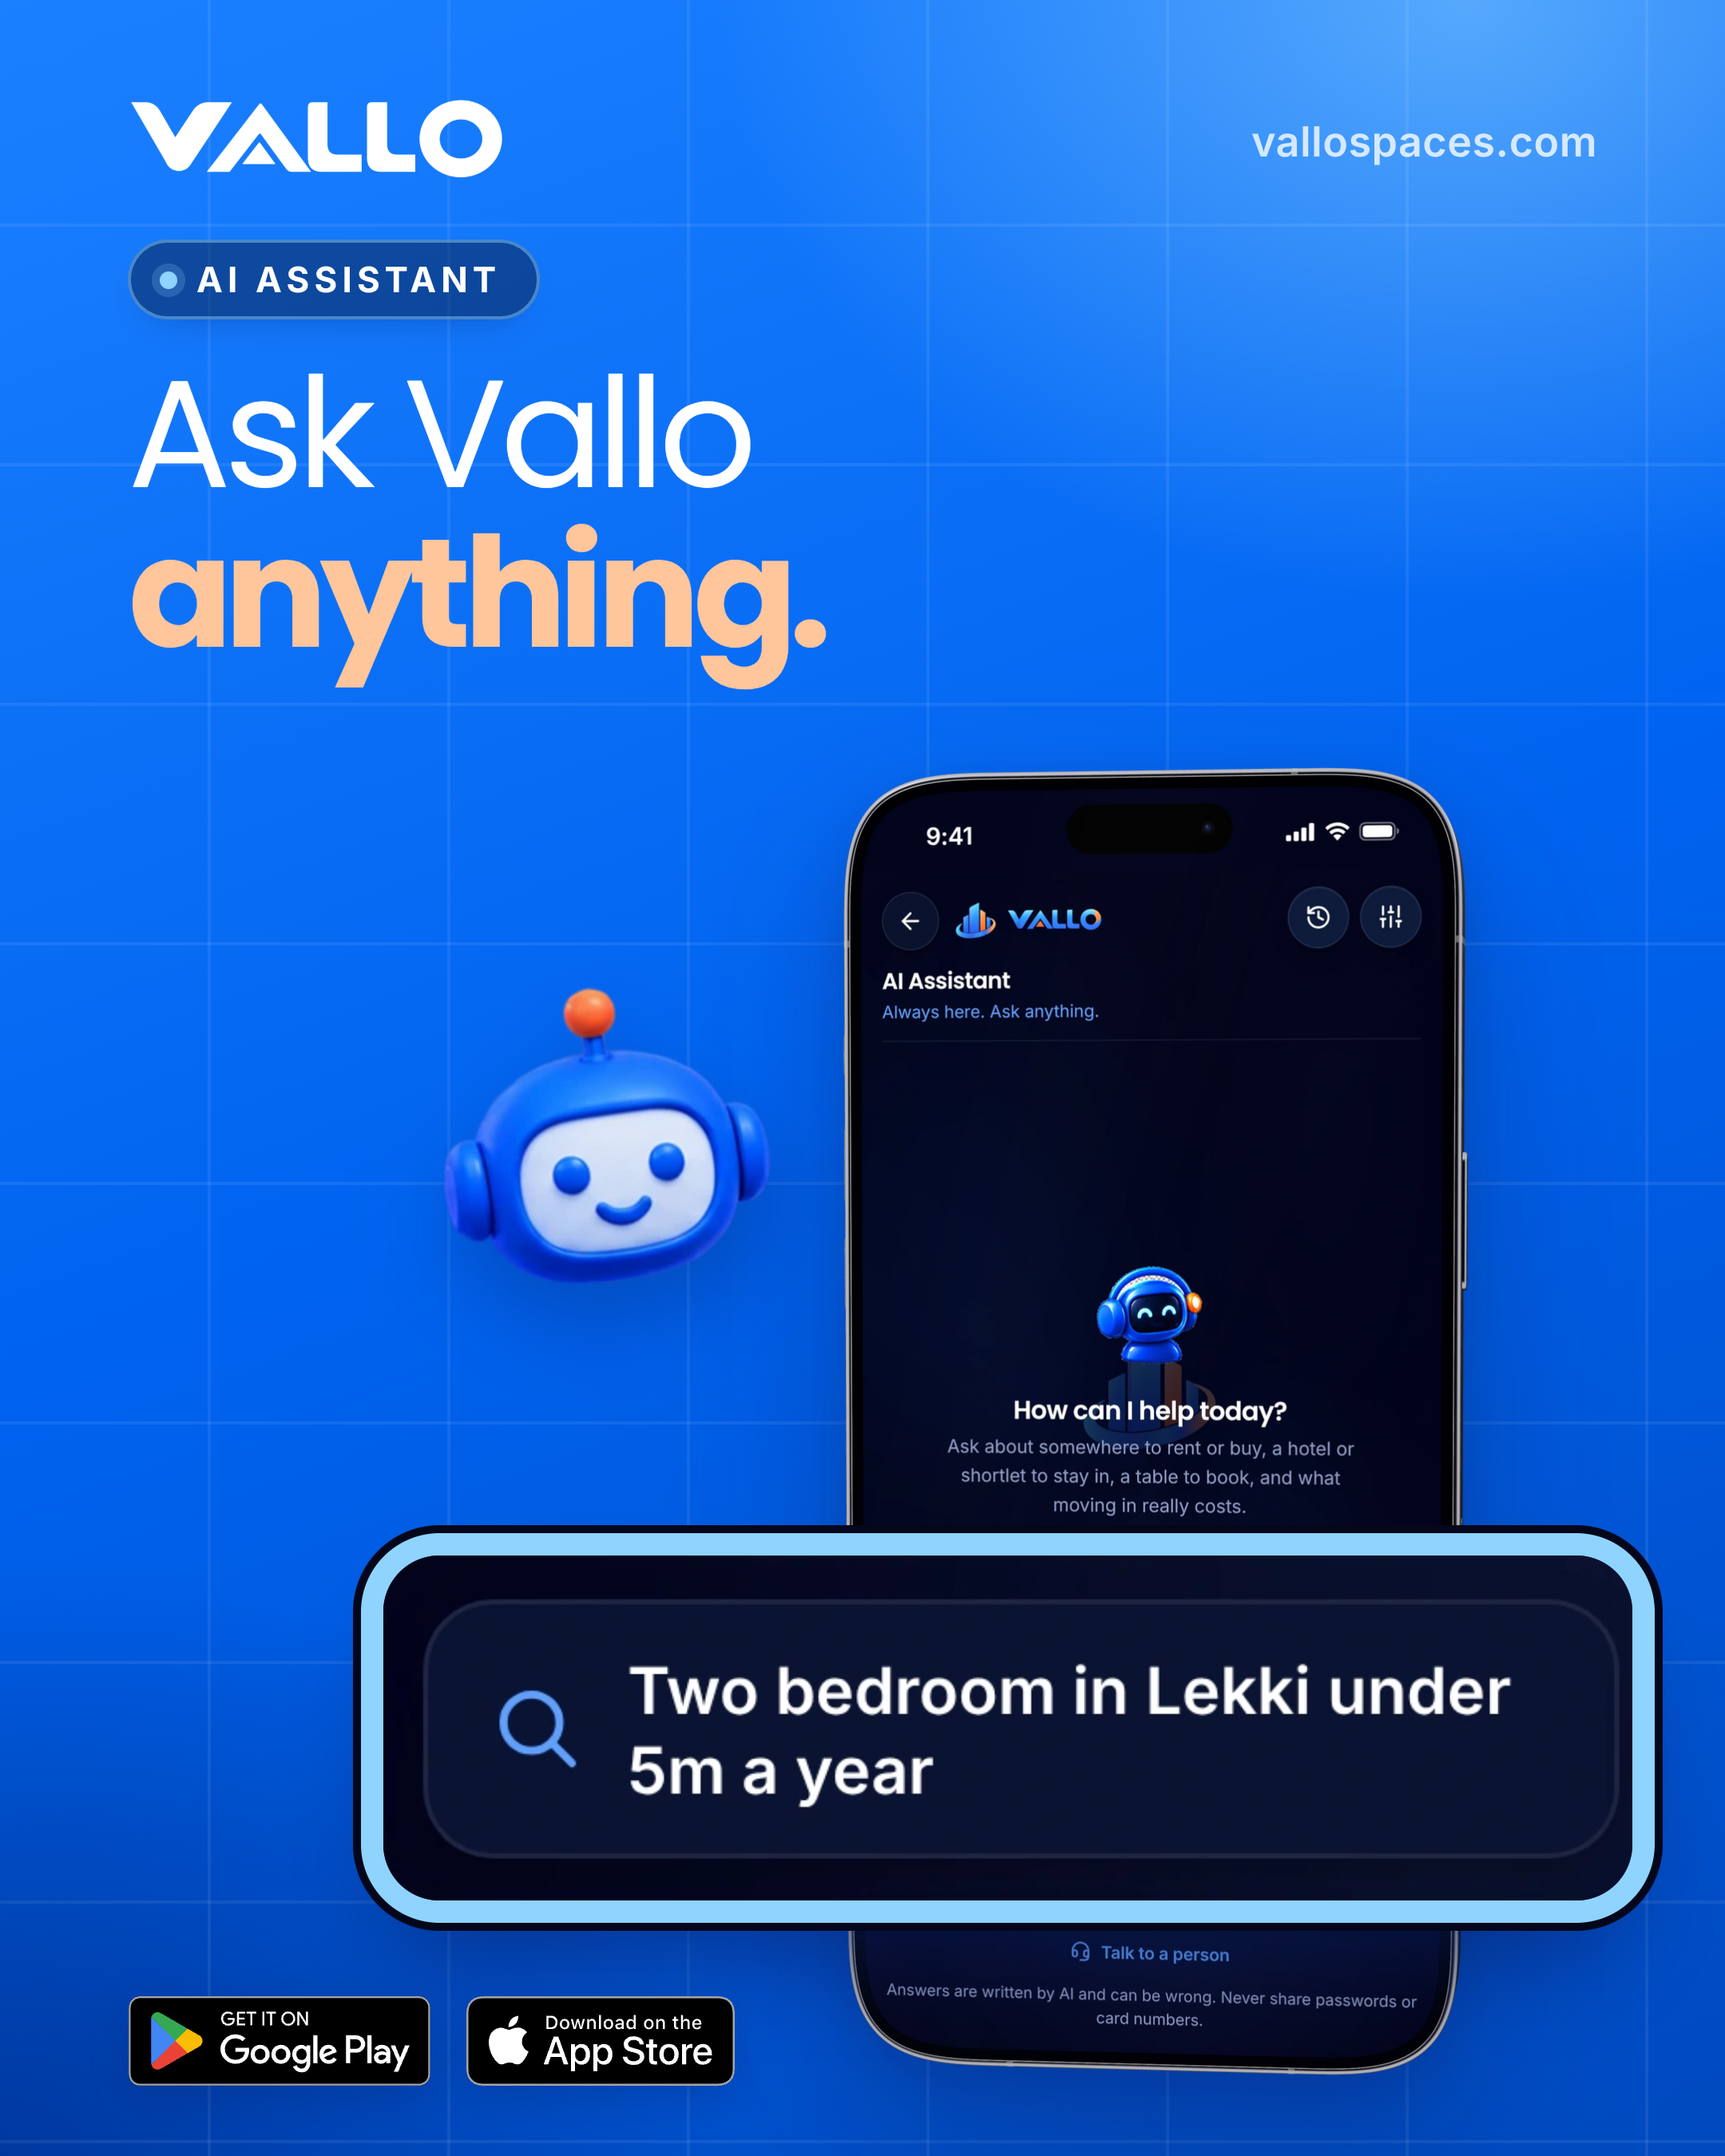 VALLO
vallospaces.com
AI ASSISTANT
Ask Vallo
anything.
9:41
VALLO
AI Assistant
Always here. Ask anything.
How can I help today?
Ask about somewhere to rent or buy, a hotel or
shortlet to stay in, a table to book, and what
moving in really costs.
Two bedroom in Lekki under
5m a year
Talk to a person
Answers are written by AI and can be wrong. Never share passwords or
card numbers.
GET IT ON
Google Play
Download on the
App Store